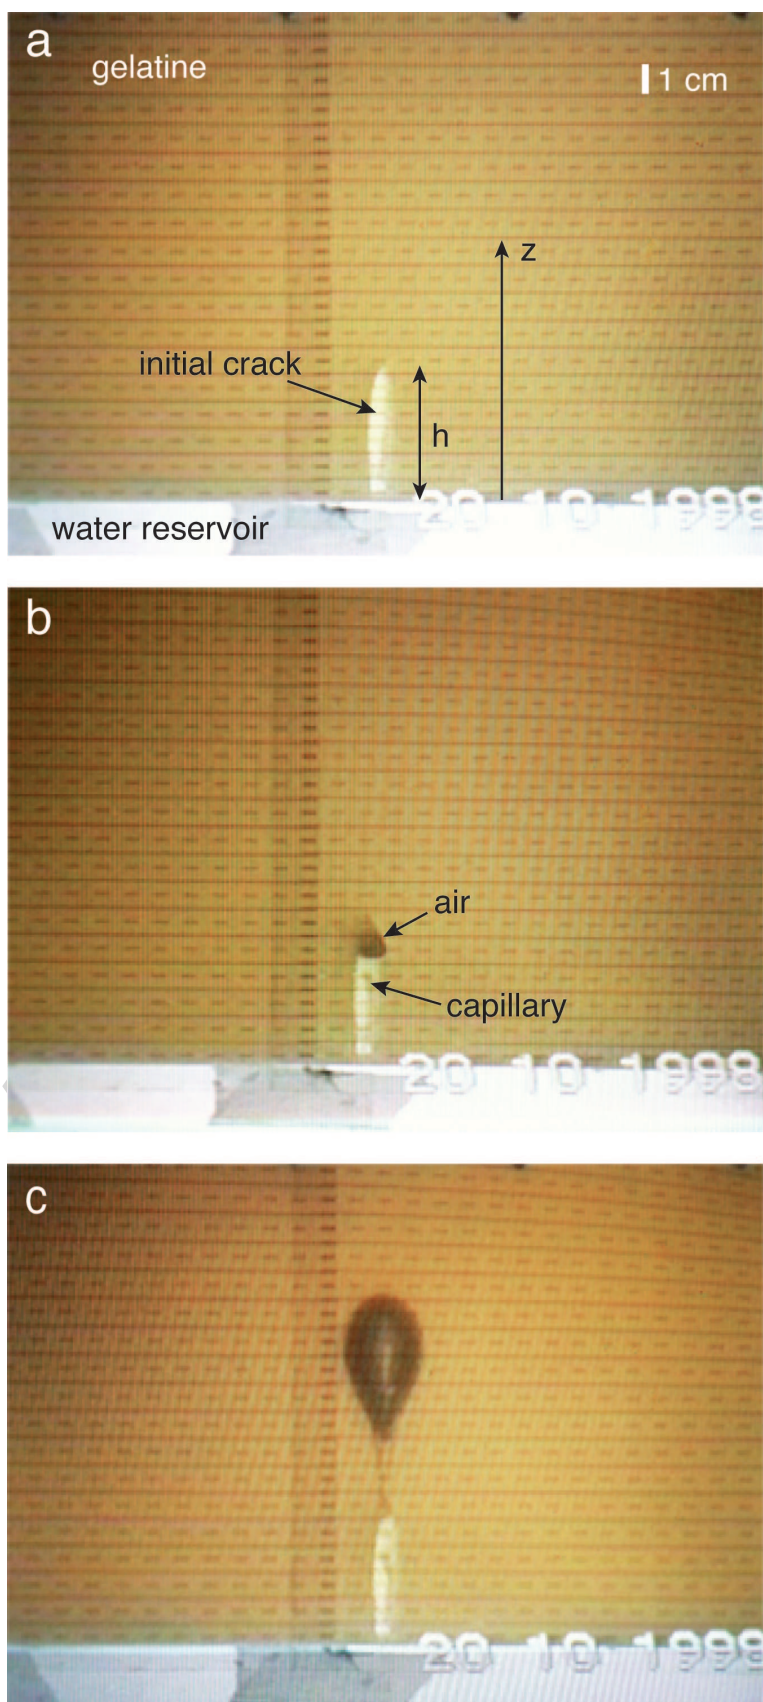 a
gelatine
1 cm
z
initial crack
h
20 10 1998
water reservoir
b
air
capillary
20 10 1998
c
20 10 1998